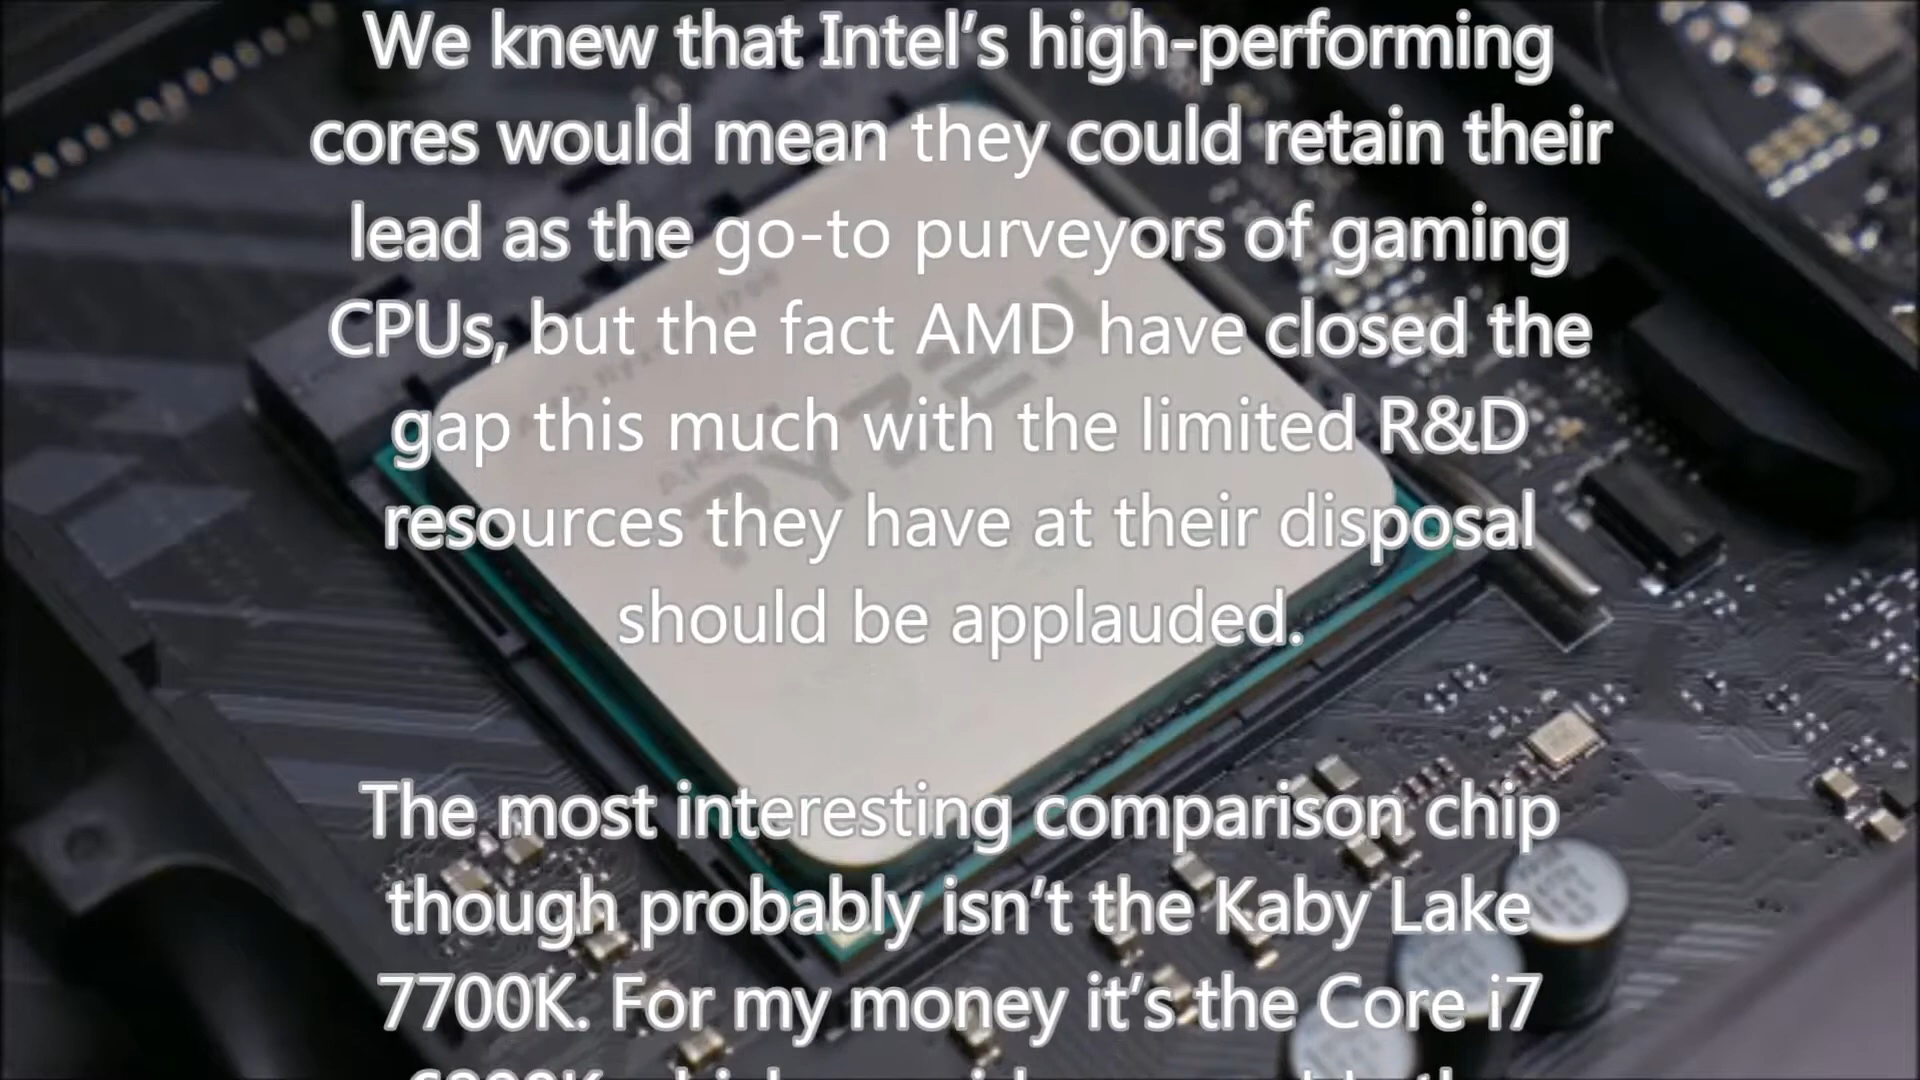 We knew that Intel’s high-performing
cores would mean they could retain their
lead as the go-to purveyors of gaming
CPUs, but the fact AMD have closed the
gap this much with the limited R&D
resources they have at their disposal
should be applauded.
The most interesting comparison chip
though probably isn’t the Kaby Lake
7700K. For my money it’s the Core i7
RYZEN